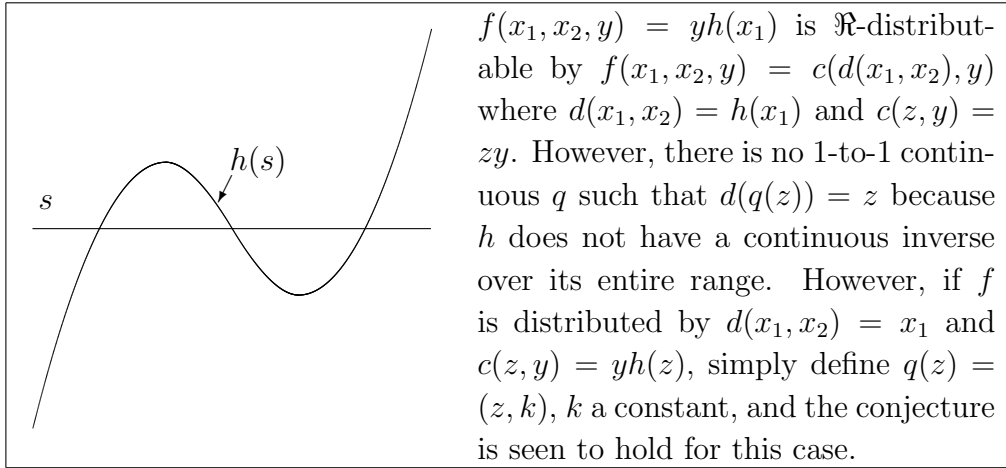 s
h(s)
f(x₁, x₂, y) = yh(x₁) is ℜ-distribut-
able by f(x₁, x₂, y) = c(d(x₁, x₂), y)
where d(x₁, x₂) = h(x₁) and c(z, y) =
zy. However, there is no 1-to-1 contin-
uous q such that d(q(z)) = z because
h does not have a continuous inverse
over its entire range. However, if f
is distributed by d(x₁, x₂) = x₁ and
c(z, y) = yh(z), simply define q(z) =
(z, k), k a constant, and the conjecture
is seen to hold for this case.